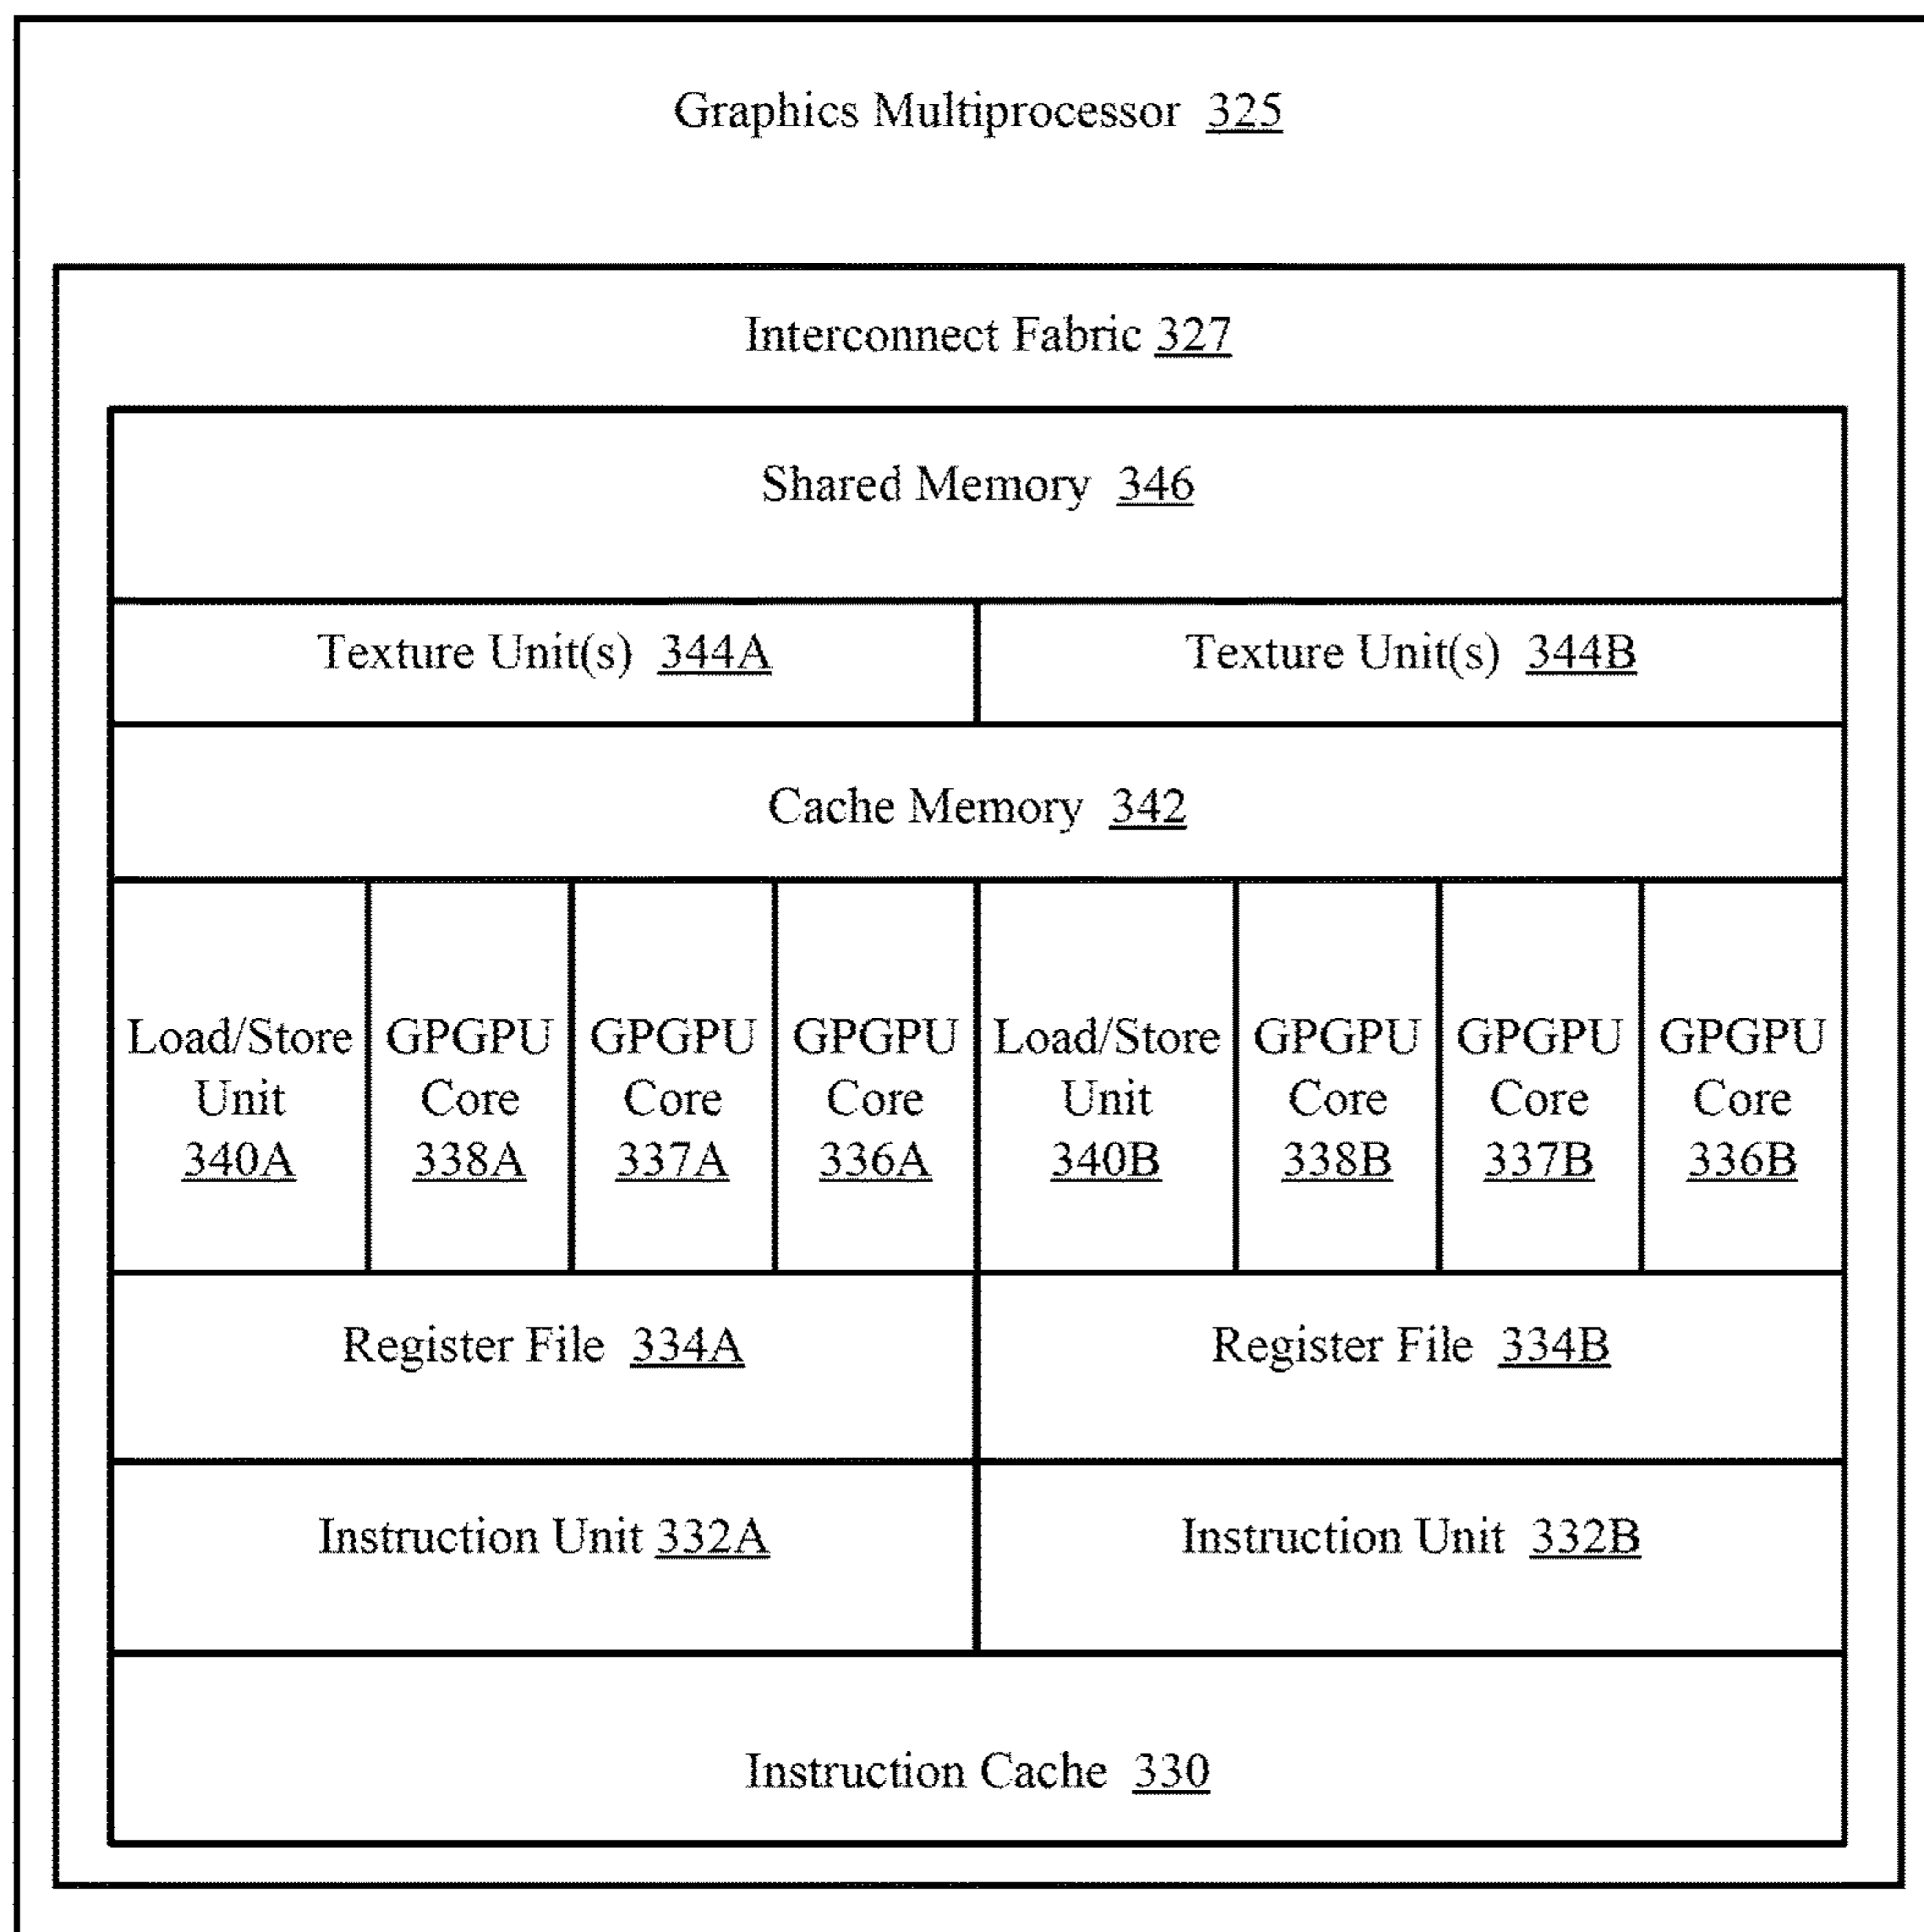 Graphics Multiprocessor 325
Interconnect Fabric 327
Shared Memory 346
Texture Unit(s) 344A
Texture Unit(s) 344B
Cache Memory 342
Load/Store
Unit
340A
GPGPU
Core
338A
GPGPU
Core
337A
GPGPU
Core
336A
Load/Store
Unit
340B
GPGPU
Core
338B
GPGPU
Core
337B
GPGPU
Core
336B
Register File 334A
Register File 334B
Instruction Unit 332A
Instruction Unit 332B
Instruction Cache 330